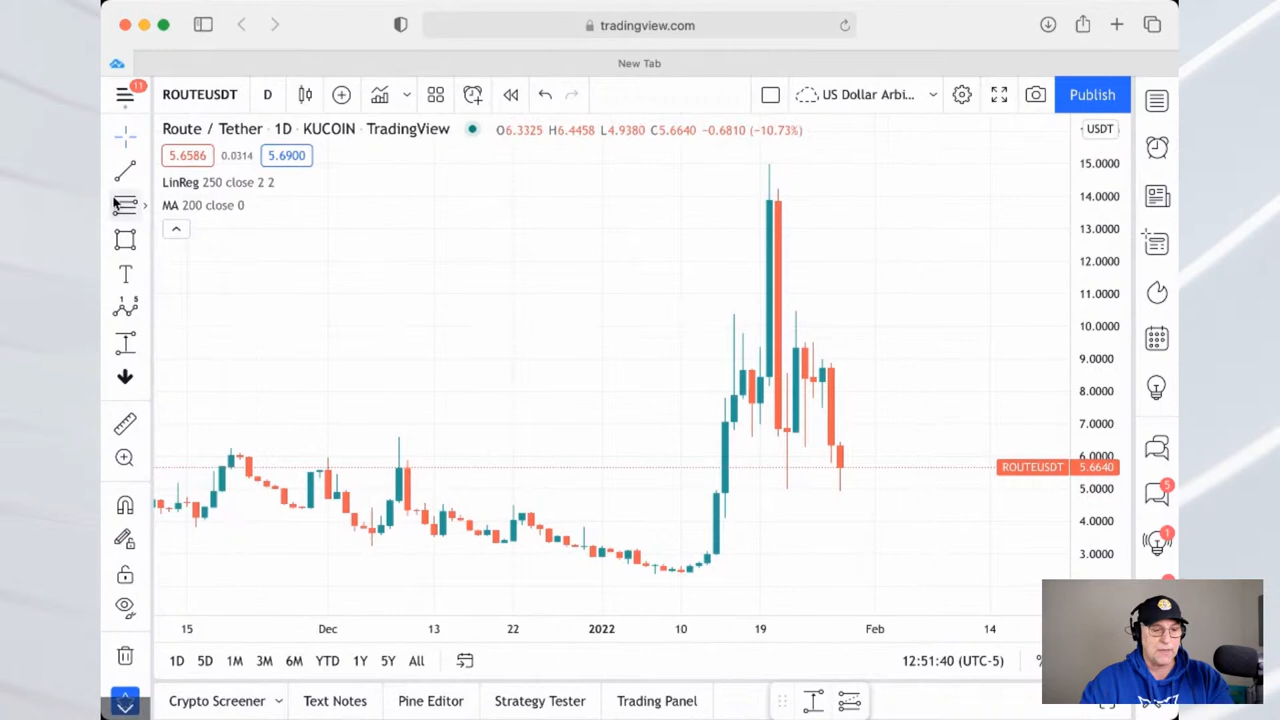 tradingview.com
New Tab
11
ROUTEUSDT D US Dollar Arbi... Publish
Route / Tether · 1D · KUCOIN · TradingView O6.3325 H6.4458 L4.9380 C5.6640 −0.6810 (−10.73%) USDT
5.6586 0.0314 5.6900
LinReg 250 close 2 2
MA 200 close 0
15.0000
14.0000
13.0000
12.0000
11.0000
10.0000
9.0000
8.0000
7.0000
6.0000
ROUTEUSDT 5.6640
5.0000
4.0000
3.0000
1 5
5
1
15 Dec 13 22 2022 10 19 Feb 14
1D 5D 1M 3M 6M YTD 1Y 5Y All 12:51:40 (UTC-5) %
Crypto Screener Text Notes Pine Editor Strategy Tester Trading Panel